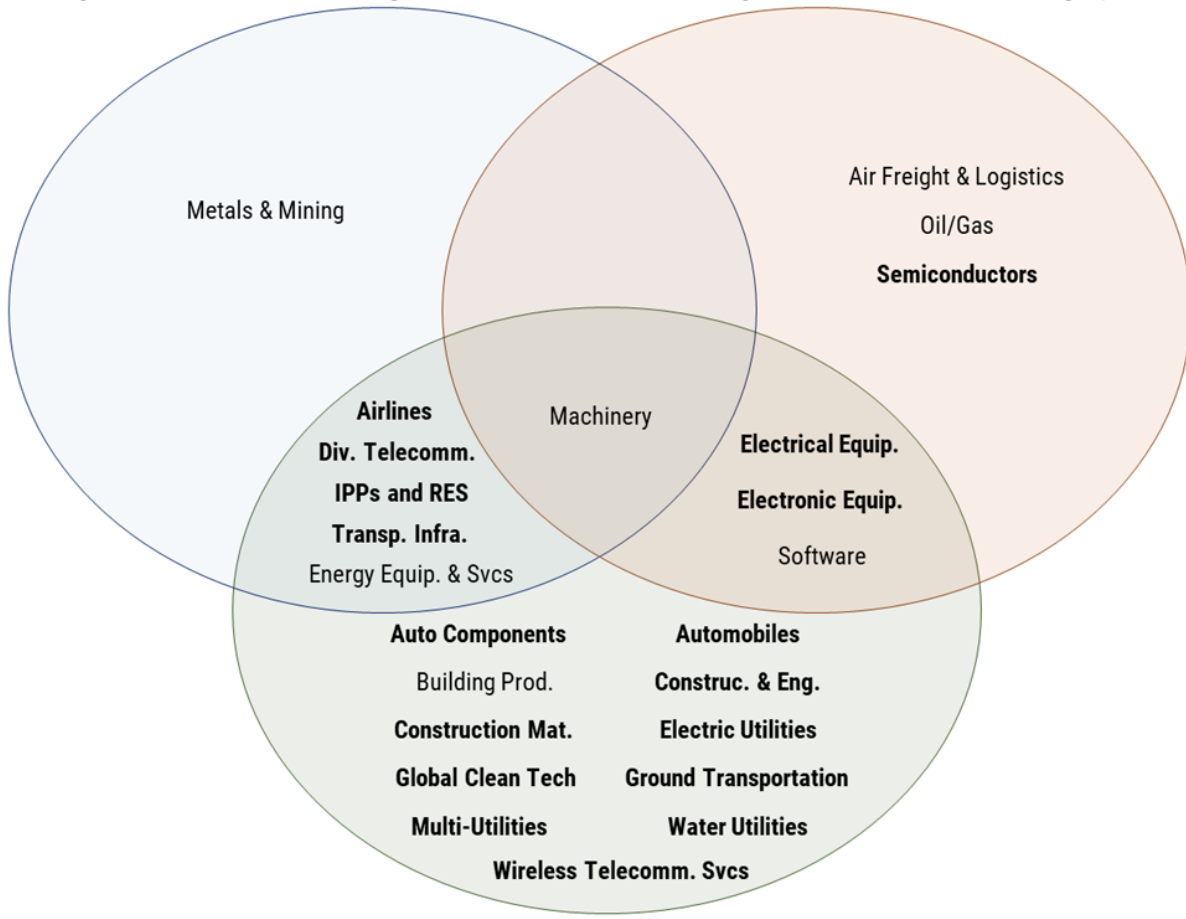 Metals & Mining
Air Freight & Logistics
Oil/Gas
Semiconductors
Airlines
Div. Telecomm.
IPPs and RES
Transp. Infra.
Energy Equip. & Svcs
Machinery
Electrical Equip.
Electronic Equip.
Software
Auto Components
Automobiles
Building Prod.
Construc. & Eng.
Construction Mat.
Electric Utilities
Global Clean Tech
Ground Transportation
Multi-Utilities
Water Utilities
Wireless Telecomm. Svcs